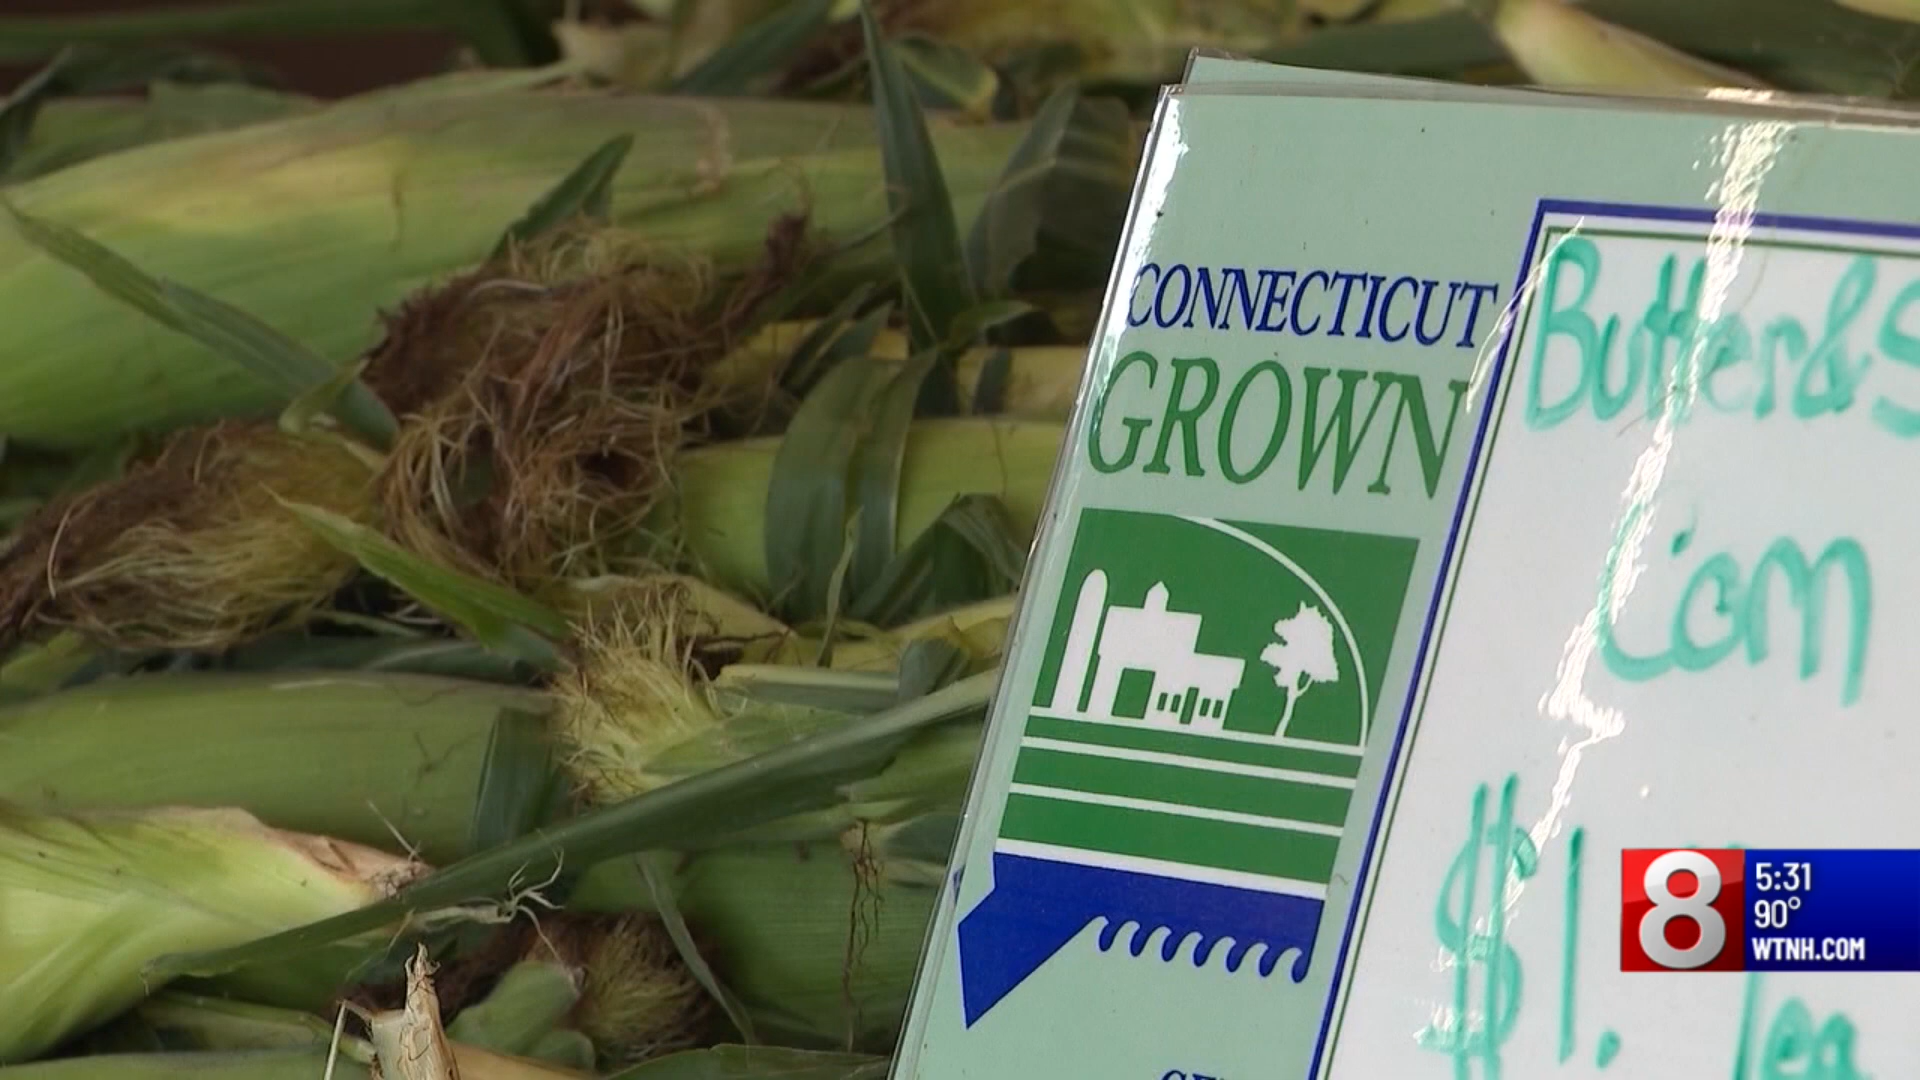 CONNECTICUT
GROWN
Butter & S
Corn
$1.
8
5:31
90°
WTNH.COM